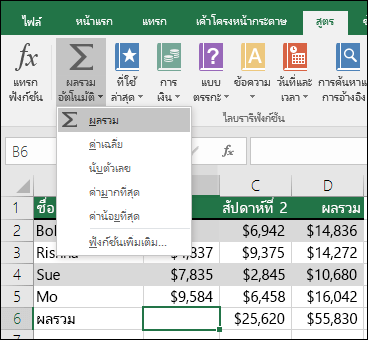 ไฟล์ หน้าแรก แทรก เค้าโครงหน้ากระดาษ สูตร
fx Σ ? A
แทรก ผลรวม ที่ใช้ การ แบบ ข้อความ วันที่และ การค้นหาแ
ฟังก์ชัน อัตโนมัติ ล่าสุด เงิน ตรรกะ เวลา การอ้างอิง
ไลบรารีฟังก์ชัน
Σ ผลรวม
ค่าเฉลี่ย
นับตัวเลข
ค่ามากที่สุด
ค่าน้อยที่สุด
ฟังก์ชันเพิ่มเติม...
B6 fx
C D
1 ชื่อ สัปดาห์ที่ 2 ผลรวม
2 $6,942 $14,836
3 $9,375 $14,272
4 Sue $7,835 $2,845 $10,680
5 Mo $9,584 $6,458 $16,042
6 ผลรวม $25,620 $55,830